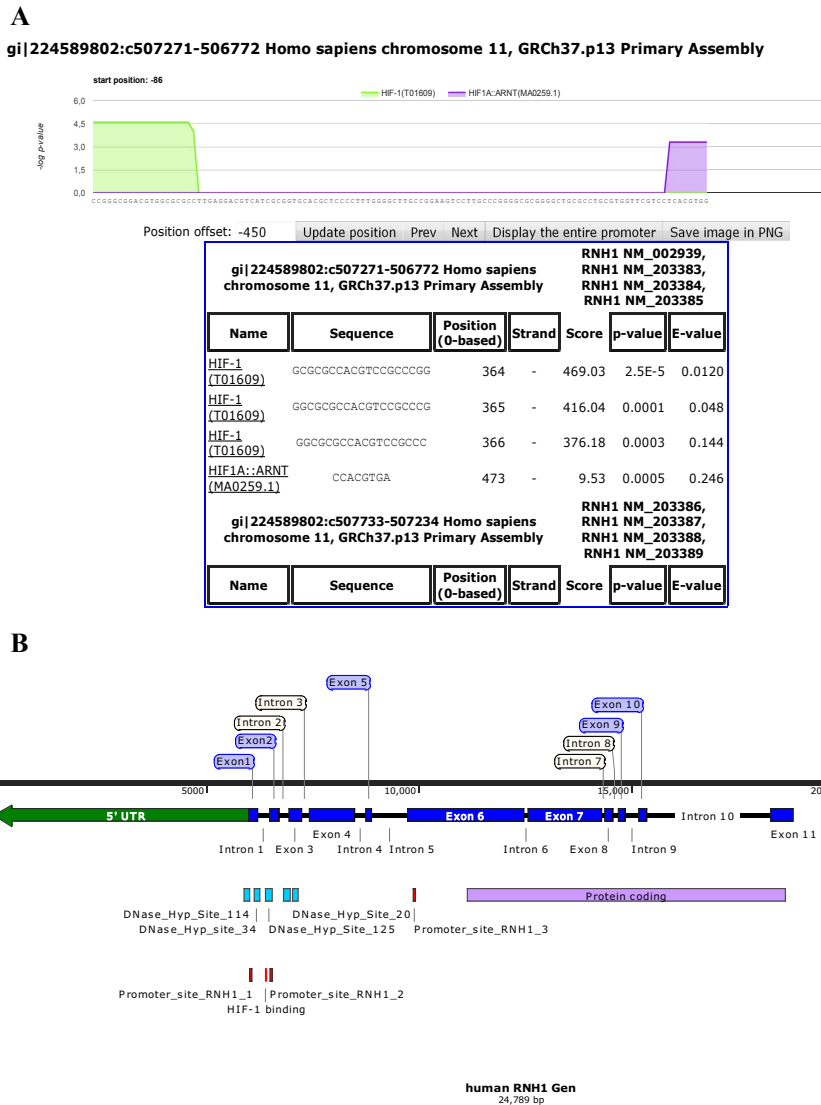 A
gi|224589802:c507271-506772 Homo sapiens chromosome 11, GRCh37.p13 Primary Assembly
start position: -86
HIF-1(T01609) HIF1A::ARNT(MA0259.1)
-log p-value
6,0
4,5
3,0
1,5
0,0
CCGGGCGGACGTGGCGCGCCTTGAGGACGTCATCGCGGTGCACGCTCCCCTTTGGGGCTTGCCGGAAGTCCTTGCCCGGGGCGCGGGGCTGCGCCTGCGTGGTTCGTCCTCACGTGG
Position offset: -450 Update position Prev Next Display the entire promoter Save image in PNG
gi|224589802:c507271-506772 Homo sapiens chromosome 11, GRCh37.p13 Primary Assembly
RNH1 NM_002939,
RNH1 NM_203383,
RNH1 NM_203384,
RNH1 NM_203385
Name Sequence Position (0-based) Strand Score p-value E-value
HIF-1 (T01609) GCGCGCCACGTCCGCCCGG 364 - 469.03 2.5E-5 0.0120
HIF-1 (T01609) GGCGCGCCACGTCCGCCCG 365 - 416.04 0.0001 0.048
HIF-1 (T01609) GGCGCGCCACGTCCGCCC 366 - 376.18 0.0003 0.144
HIF1A::ARNT (MA0259.1) CCACGTGA 473 - 9.53 0.0005 0.246
gi|224589802:c507733-507234 Homo sapiens chromosome 11, GRCh37.p13 Primary Assembly
RNH1 NM_203386,
RNH1 NM_203387,
RNH1 NM_203388,
RNH1 NM_203389
Name Sequence Position (0-based) Strand Score p-value E-value
B
Exon 5
Intron 3 Exon 10
Intron 2 Exon 9
Exon2 Intron 8
Exon1 Intron 7
5000 10,000 15,000 20
5' UTR Exon 6 Exon 7 Intron 10
Exon 4 Exon 11
Intron 1 Exon 3 Intron 4 Intron 5 Intron 6 Exon 8 Intron 9
Protein coding
DNase_Hyp_Site_114 DNase_Hyp_Site_20
DNase_Hyp_site_34 DNase_Hyp_Site_125 Promoter_site_RNH1_3
Promoter_site_RNH1_1 Promoter_site_RNH1_2
HIF-1 binding
human RNH1 Gen
24,789 bp